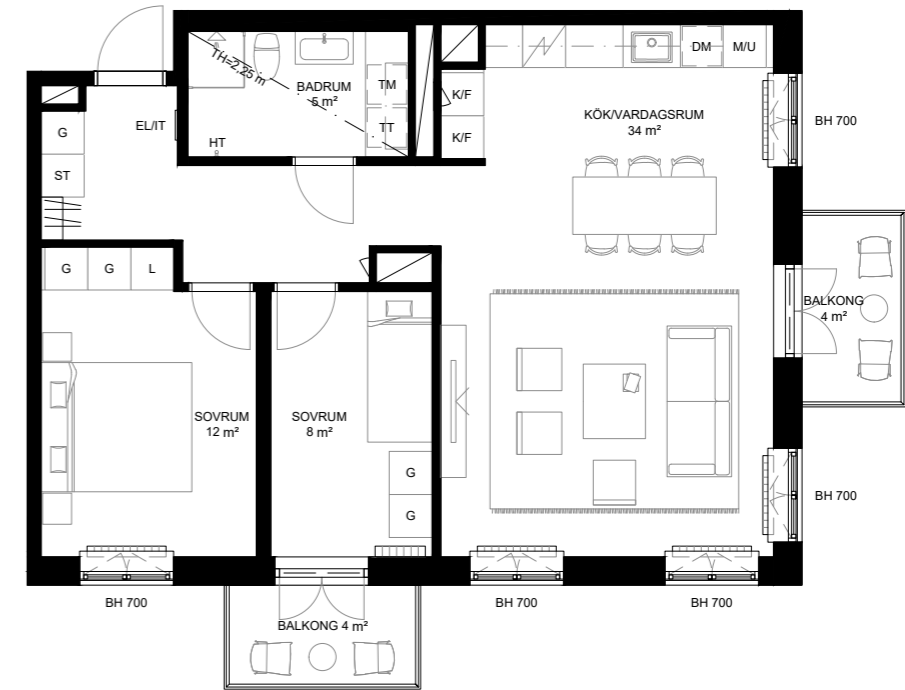 DM
M/U
TH=2,25 m
BADRUM
5 m²
TM
TT
HT
K/F
K/F
KÖK/VARDAGSRUM
34 m²
BH 700
EL/IT
G
ST
G
G
L
BALKONG
4 m²
SOVRUM
12 m²
SOVRUM
8 m²
G
G
BH 700
BH 700
BH 700
BH 700
BALKONG 4 m²